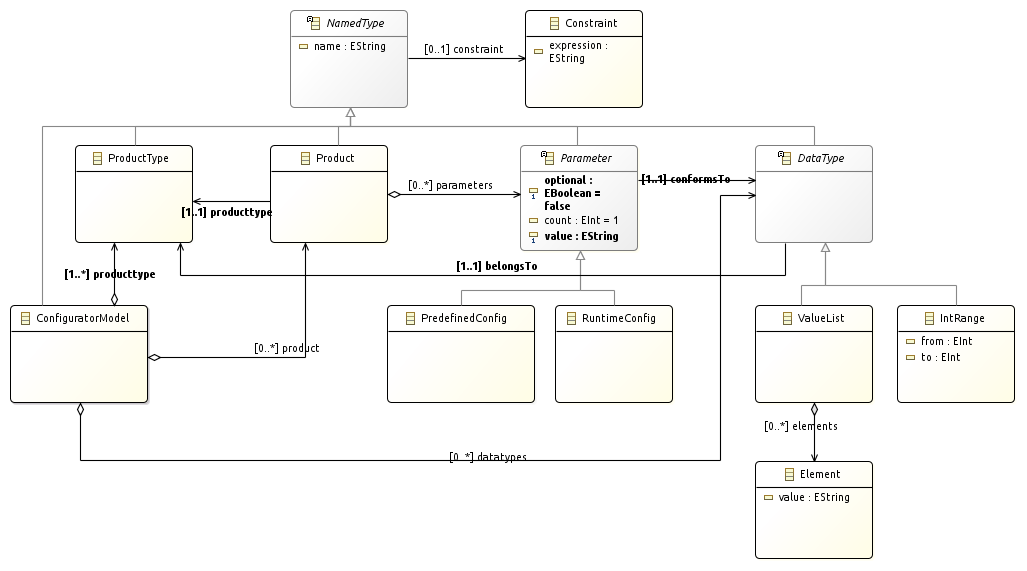 NamedType
name : EString
[0..1] constraint
Constraint
expression :
EString
ProductType
Product
[0..*] parameters
[1..1] producttype
Parameter
optional :
EBoolean =
false
count : EInt = 1
value : EString
[1..1] conformsTo
DataType
[1..*] producttype
[1..1] belongsTo
ConfiguratorModel
[0..*] product
PredefinedConfig
RuntimeConfig
ValueList
IntRange
from : EInt
to : EInt
[0..*] elements
[0..*] datatypes
Element
value : EString